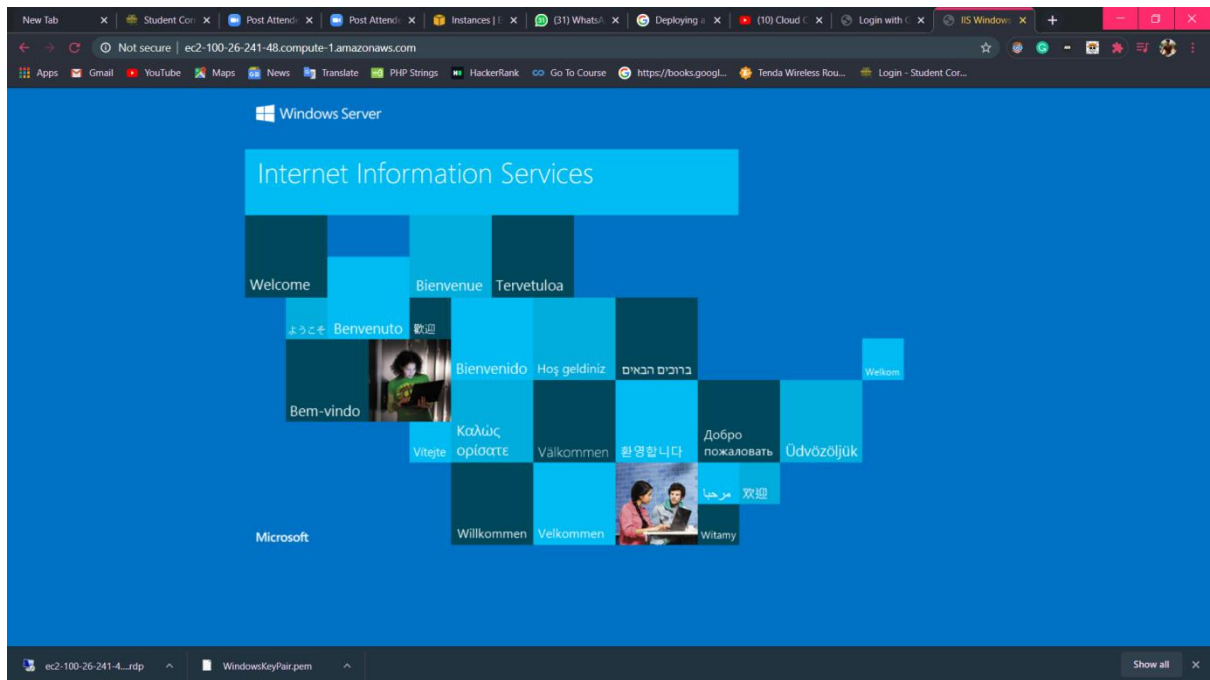 New Tab
Student Con
Post Attende
Post Attende
Instances | E
(31) WhatsA
Deploying a
(10) Cloud C
Login with C
IIS Windows
Not secure | ec2-100-26-241-48.compute-1.amazonaws.com
Apps
Gmail
YouTube
Maps
News
Translate
PHP Strings
HackerRank
Go To Course
https://books.googl...
Tenda Wireless Rou...
Login - Student Cor...
Windows Server
Internet Information Services
Welcome
Bienvenue
Tervetuloa
ようこそ
Benvenuto
歡迎
Bienvenido
Hoş geldiniz
ברוכים הבאים
Welkom
Bem-vindo
Vítejte
Καλώς
ορίσατε
Välkommen
환영합니다
Добро
пожаловать
Üdvözöljük
مرحبا
欢迎
Microsoft
Willkommen
Velkommen
Witamy
ec2-100-26-241-4....rdp
WindowsKeyPair.pem
Show all